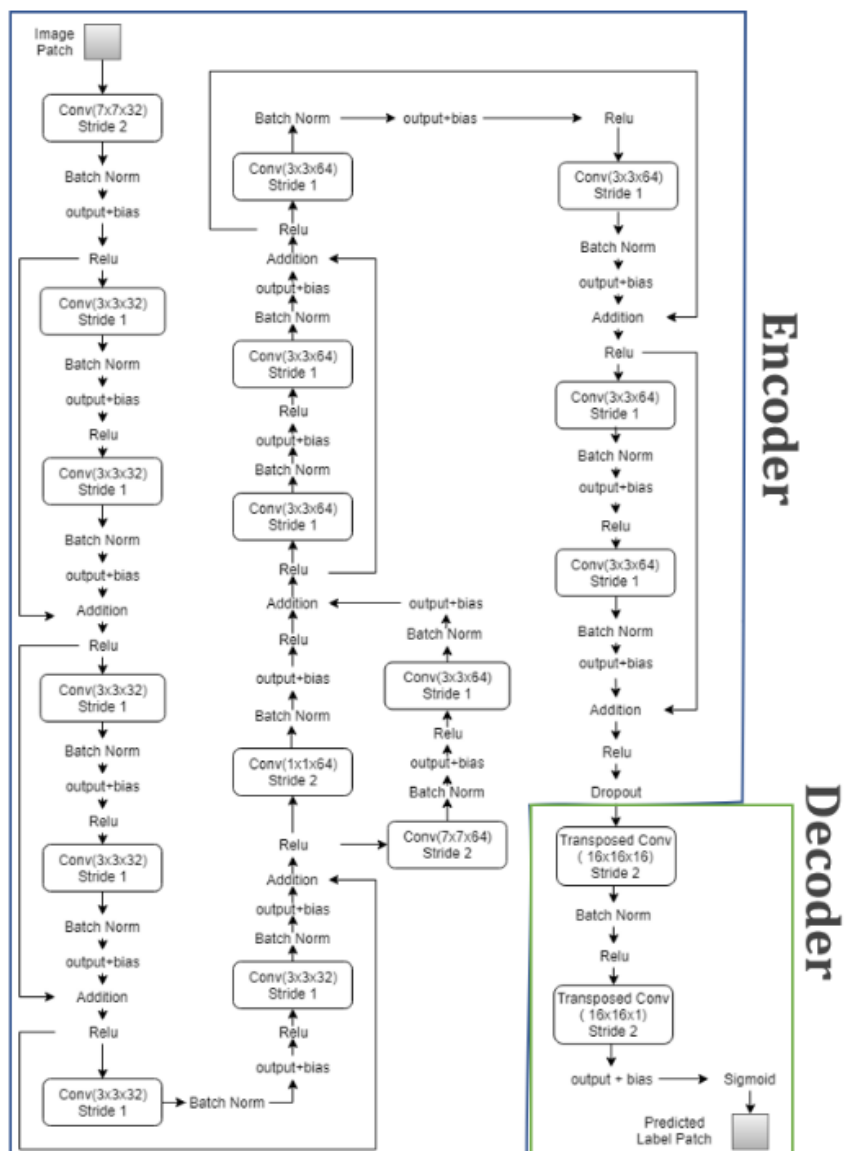 Image
Patch
Conv(7x7x32)
Stride 2
Batch Norm
output+bias
Relu
Conv(3x3x32)
Stride 1
Batch Norm
output+bias
Relu
Conv(3x3x32)
Stride 1
Batch Norm
output+bias
Addition
Relu
Conv(3x3x32)
Stride 1
Batch Norm
output+bias
Relu
Conv(3x3x32)
Stride 1
Batch Norm
output+bias
Addition
Relu
Conv(3x3x32)
Stride 1
Batch Norm
output+bias
Relu
Conv(3x3x32)
Stride 1
Batch Norm
output+bias
Addition
Relu
Conv(1x1x64)
Stride 2
Batch Norm
output+bias
Relu
Conv(7x7x64)
Stride 2
Batch Norm
output+bias
Relu
Conv(3x3x64)
Stride 1
Batch Norm
output+bias
Addition
Relu
Conv(3x3x64)
Stride 1
Batch Norm
output+bias
Relu
Conv(3x3x64)
Stride 1
Batch Norm
output+bias
Addition
Relu
Conv(3x3x64)
Stride 1
Batch Norm
output+bias
Relu
Conv(3x3x64)
Stride 1
Batch Norm
output+bias
Addition
Relu
Conv(3x3x64)
Stride 1
Batch Norm
output+bias
Relu
Conv(3x3x64)
Stride 1
Batch Norm
output+bias
Addition
Relu
Dropout
Encoder
Transposed Conv
( 16x16x16)
Stride 2
Batch Norm
Relu
Transposed Conv
( 16x16x1)
Stride 2
output + bias
Sigmoid
Predicted
Label Patch
Decoder